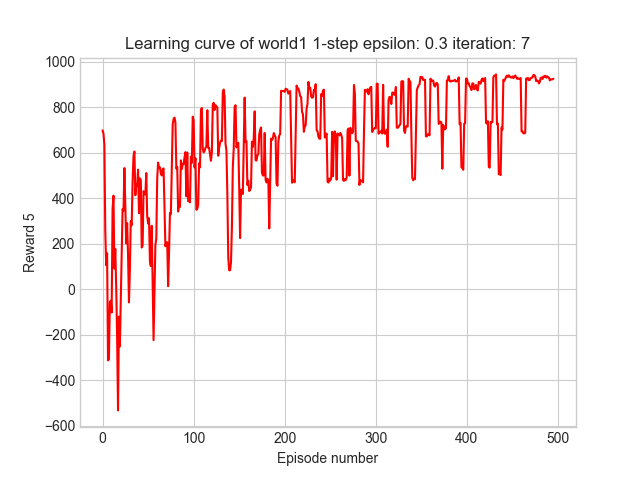 Learning curve of world1 1-step epsilon: 0.3 iteration: 7
1000
800
600
400
200
0
−200
−400
−600
Reward 5
0 100 200 300 400 500
Episode number